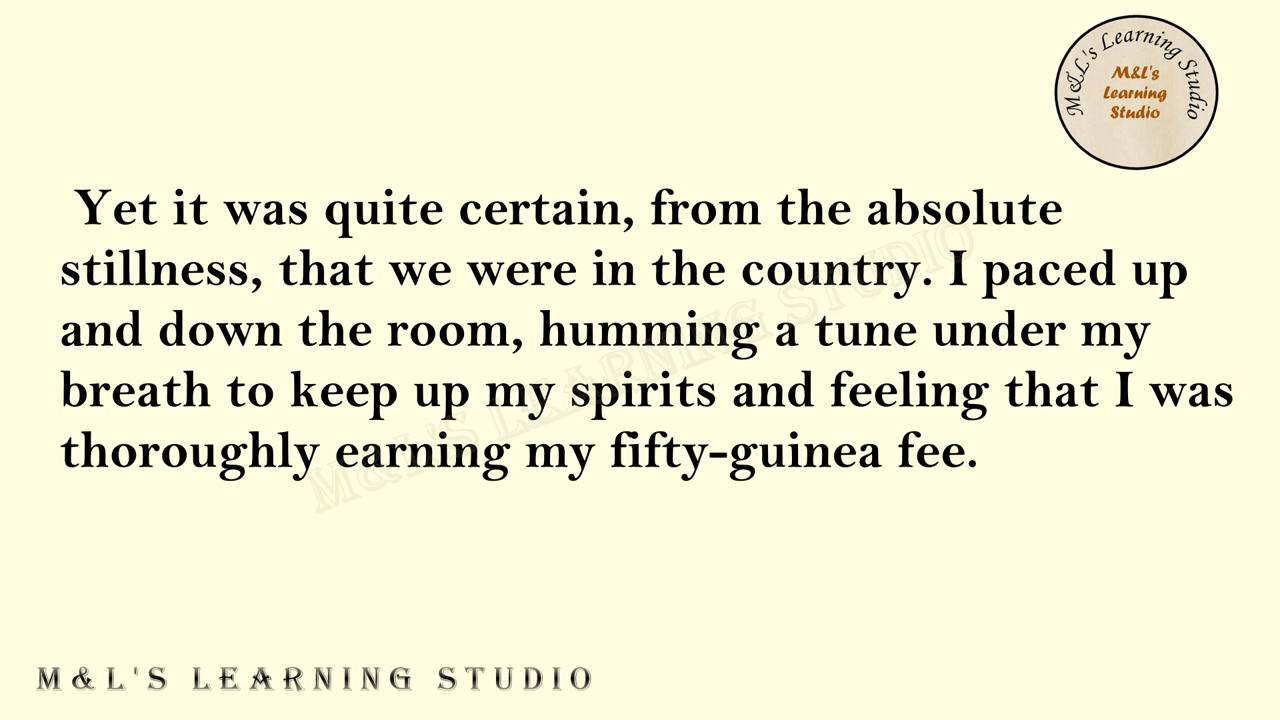 M&L's Learning Studio
M&L's
Learning
Studio
Yet it was quite certain, from the absolute
stillness, that we were in the country. I paced up
and down the room, humming a tune under my
breath to keep up my spirits and feeling that I was
thoroughly earning my fifty-guinea fee.
M&L'S LEARNING STUDIO
M&L'S LEARNING STUDIO